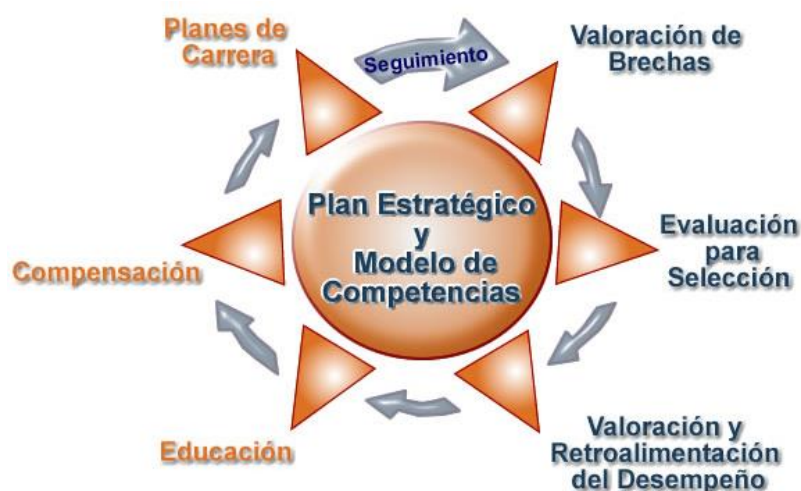 Planes de
Carrera
Seguimiento
Valoración de
Brechas
Plan Estratégico
y
Modelo de
Competencias
Evaluación
para
Selección
Compensación
Educación
Valoración y
Retroalimentación
del Desempeño